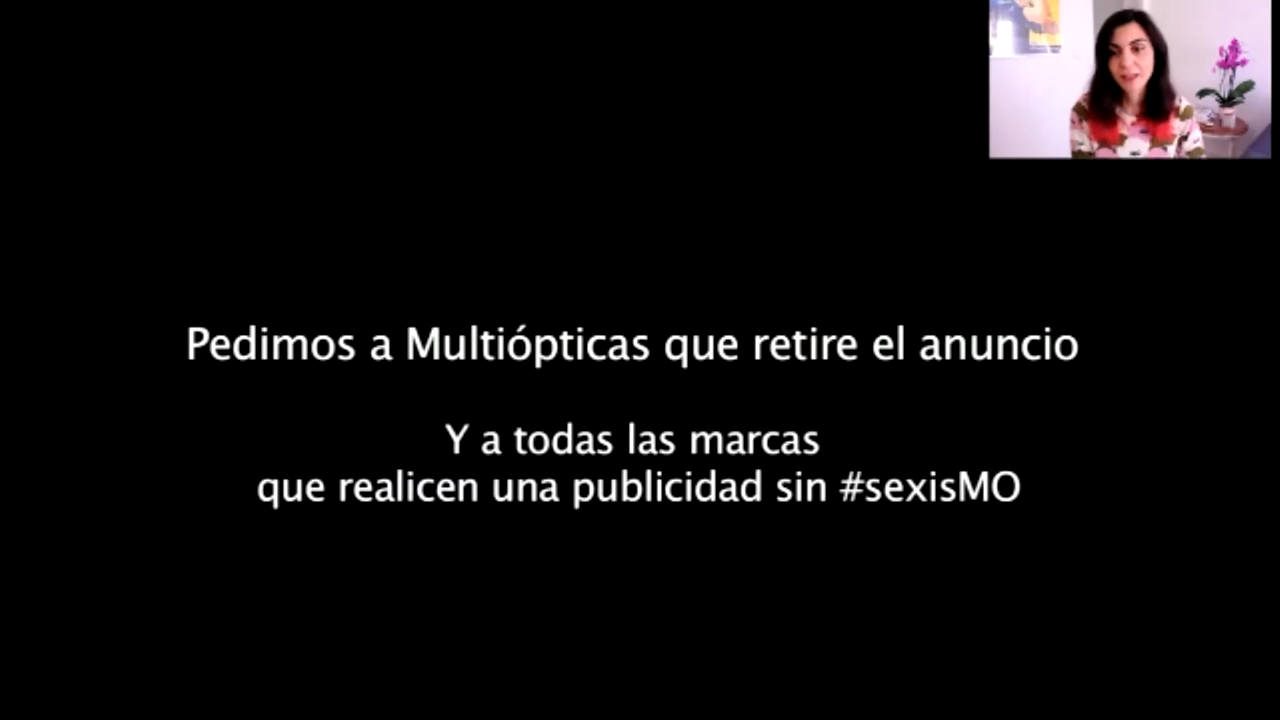 Pedimos a Multiópticas que retire el anuncio
Y a todas las marcas
que realicen una publicidad sin #sexisMO